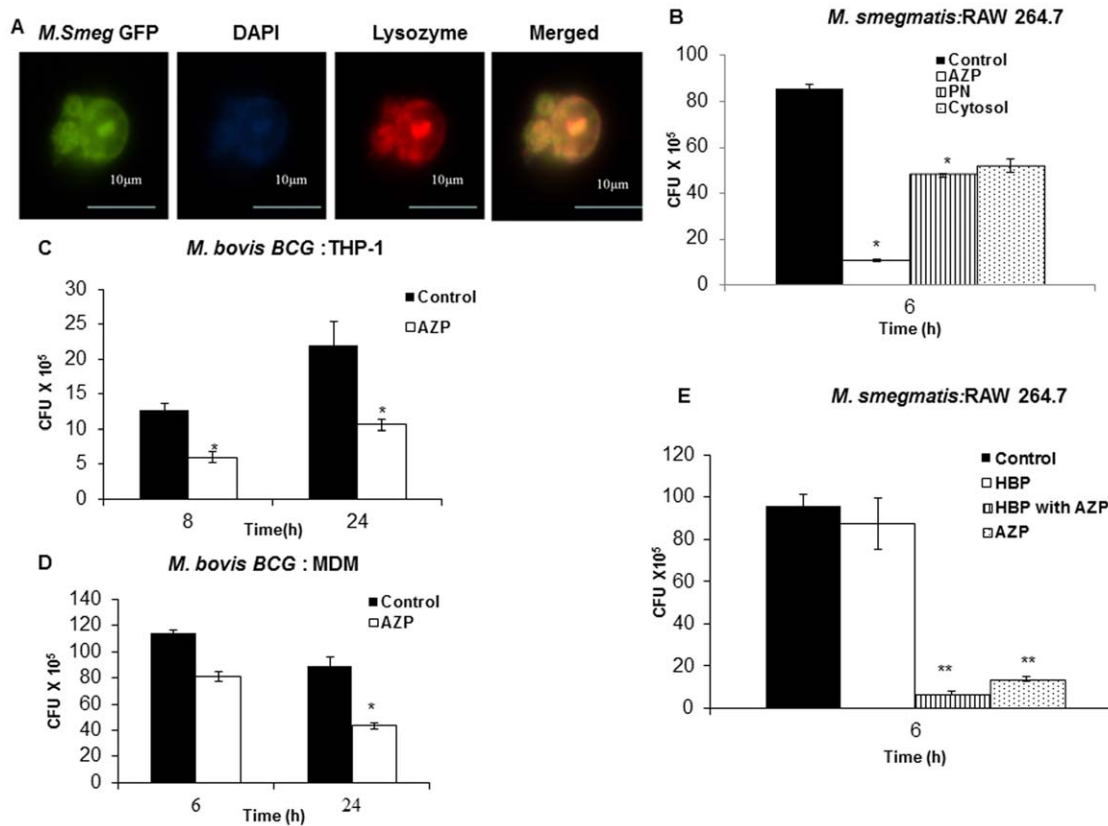 A
M.Smeg GFP
DAPI
Lysozyme
Merged
10µm
10µm
10µm
10µm
B
M. smegmatis:RAW 264.7
CFU X 10⁵
100
80
60
40
20
0
Control
AZP
PN
Cytosol
*
*
6
Time (h)
C
M. bovis BCG : THP-1
CFU X 10⁵
30
25
20
15
10
5
0
Control
AZP
*
*
8
24
Time(h)
D
M. bovis BCG : MDM
CFU X 10⁵
140
120
100
80
60
40
20
0
Control
AZP
*
6
24
Time (h)
E
M. smegmatis:RAW 264.7
CFU X10⁵
120
100
80
60
40
20
0
Control
HBP
HBP with AZP
AZP
**
**
6
Time (h)